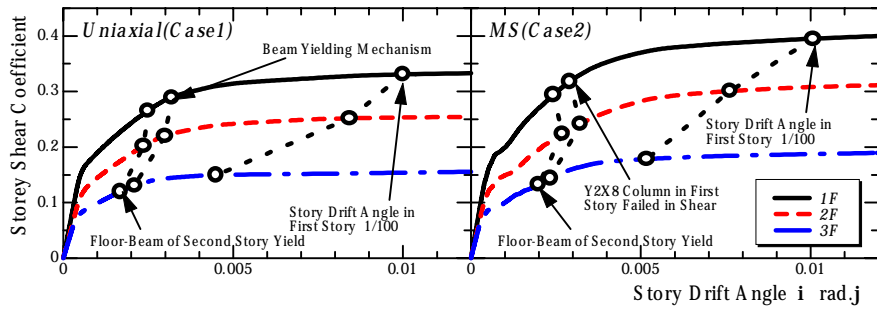 Uniaxial(Case1)
Beam Yielding Mechanism
Story Drift Angle in
First Story 1/100
Floor-Beam of Second Story Yield
MS(Case2)
Story Drift Angle in
First Story 1/100
Y2X8 Column in First
Story Failed in Shear
Floor-Beam of Second Story Yield
1F
2F
3F
Storey Shear Coefficient
0.4
0.3
0.2
0.1
0
0
0.005
0.01
0
0.005
0.01
Story Drift Angle i rad.j